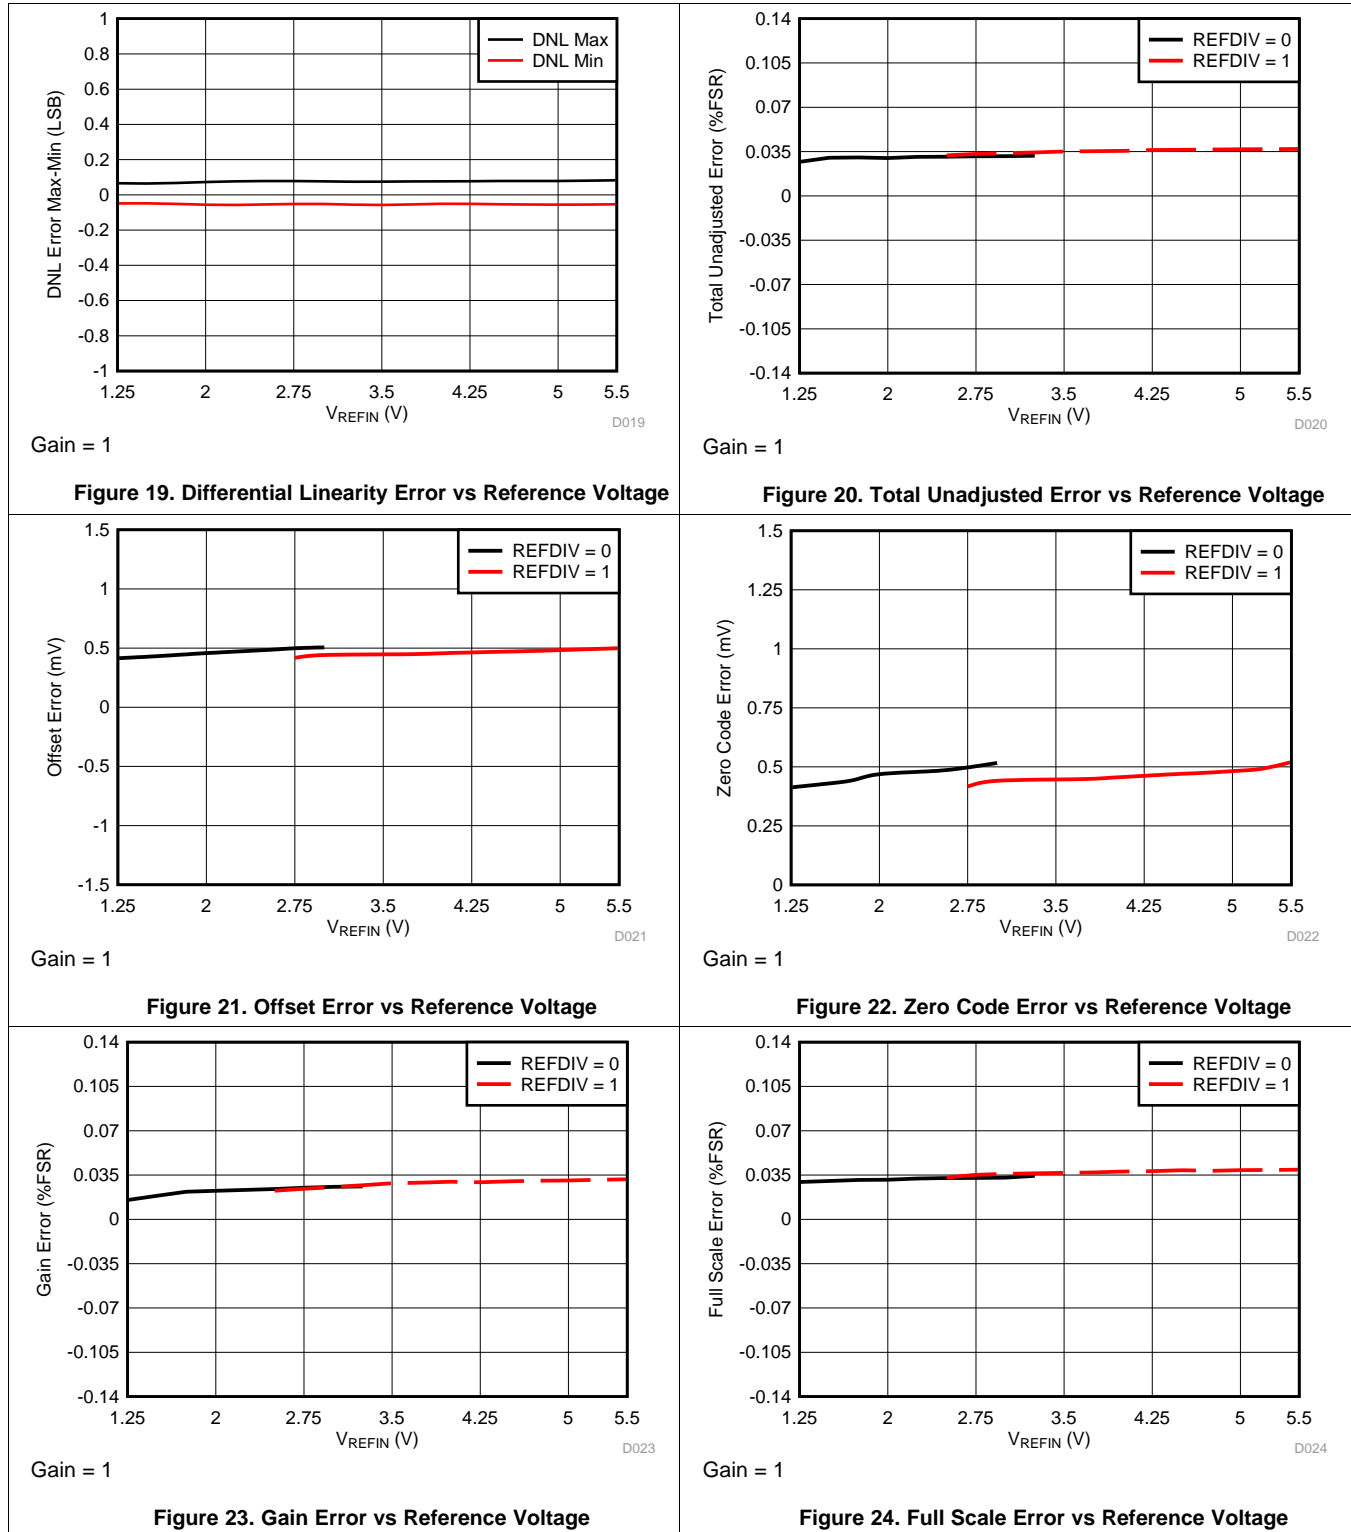 1
0.8
0.6
0.4
0.2
0
-0.2
-0.4
-0.6
-0.8
-1
DNL Error Max-Min (LSB)
DNL Max
DNL Min
1.25 2 2.75 3.5 4.25 5 5.5
VREFIN (V)
D019
Gain = 1
Figure 19. Differential Linearity Error vs Reference Voltage
0.14
0.105
0.07
0.035
0
-0.035
-0.07
-0.105
-0.14
Total Unadjusted Error (%FSR)
REFDIV = 0
REFDIV = 1
1.25 2 2.75 3.5 4.25 5 5.5
VREFIN (V)
D020
Gain = 1
Figure 20. Total Unadjusted Error vs Reference Voltage
1.5
1
0.5
0
-0.5
-1
-1.5
Offset Error (mV)
REFDIV = 0
REFDIV = 1
1.25 2 2.75 3.5 4.25 5 5.5
VREFIN (V)
D021
Gain = 1
Figure 21. Offset Error vs Reference Voltage
1.5
1.25
1
0.75
0.5
0.25
0
Zero Code Error (mV)
REFDIV = 0
REFDIV = 1
1.25 2 2.75 3.5 4.25 5 5.5
VREFIN (V)
D022
Gain = 1
Figure 22. Zero Code Error vs Reference Voltage
0.14
0.105
0.07
0.035
0
-0.035
-0.07
-0.105
-0.14
Gain Error (%FSR)
REFDIV = 0
REFDIV = 1
1.25 2 2.75 3.5 4.25 5 5.5
VREFIN (V)
D023
Gain = 1
Figure 23. Gain Error vs Reference Voltage
0.14
0.105
0.07
0.035
0
-0.035
-0.07
-0.105
-0.14
Full Scale Error (%FSR)
REFDIV = 0
REFDIV = 1
1.25 2 2.75 3.5 4.25 5 5.5
VREFIN (V)
D024
Gain = 1
Figure 24. Full Scale Error vs Reference Voltage